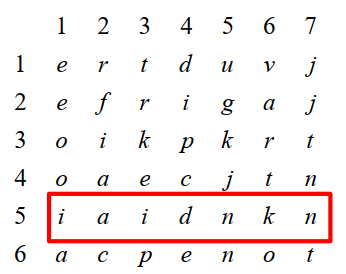 1 2 3 4 5 6 7
1 e r t d u v j
2 e f r i g a j
3 o i k p k r t
4 o a e c j t n
5 i a i d n k n
6 a c p e n o t